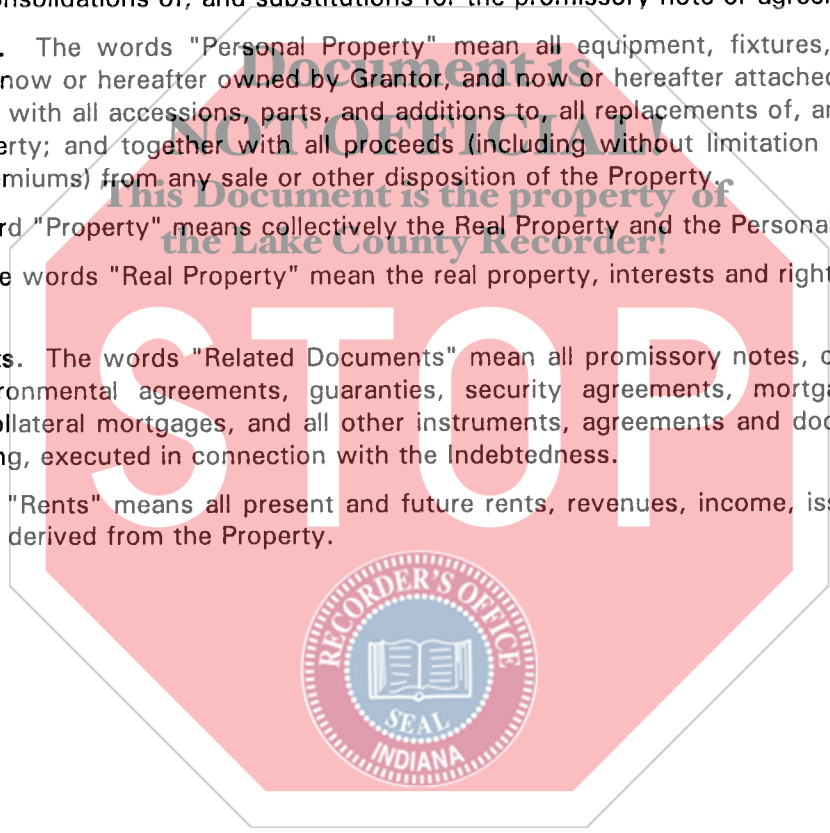 nsolidations of, and substitutions for the promissory note or agree
. The words "Personal Property" mean all equipment, fixtures,
now or hereafter owned by Grantor, and now or hereafter attached
with all accessions, parts, and additions to, all replacements of, an
erty; and together with all proceeds (including without limitation
miums) from any sale or other disposition of the Property.
rd "Property" means collectively the Real Property and the Persona
e words "Real Property" mean the real property, interests and right
ts. The words "Related Documents" mean all promissory notes, c
ronmental agreements, guaranties, security agreements, mortga
ollateral mortgages, and all other instruments, agreements and doc
ng, executed in connection with the Indebtedness.
"Rents" means all present and future rents, revenues, income, iss
derived from the Property.
Document is
NOT OFFICIAL!
This Document is the property of
the Lake County Recorder!
STOP
RECORDER'S OFFICE
SEAL
INDIANA